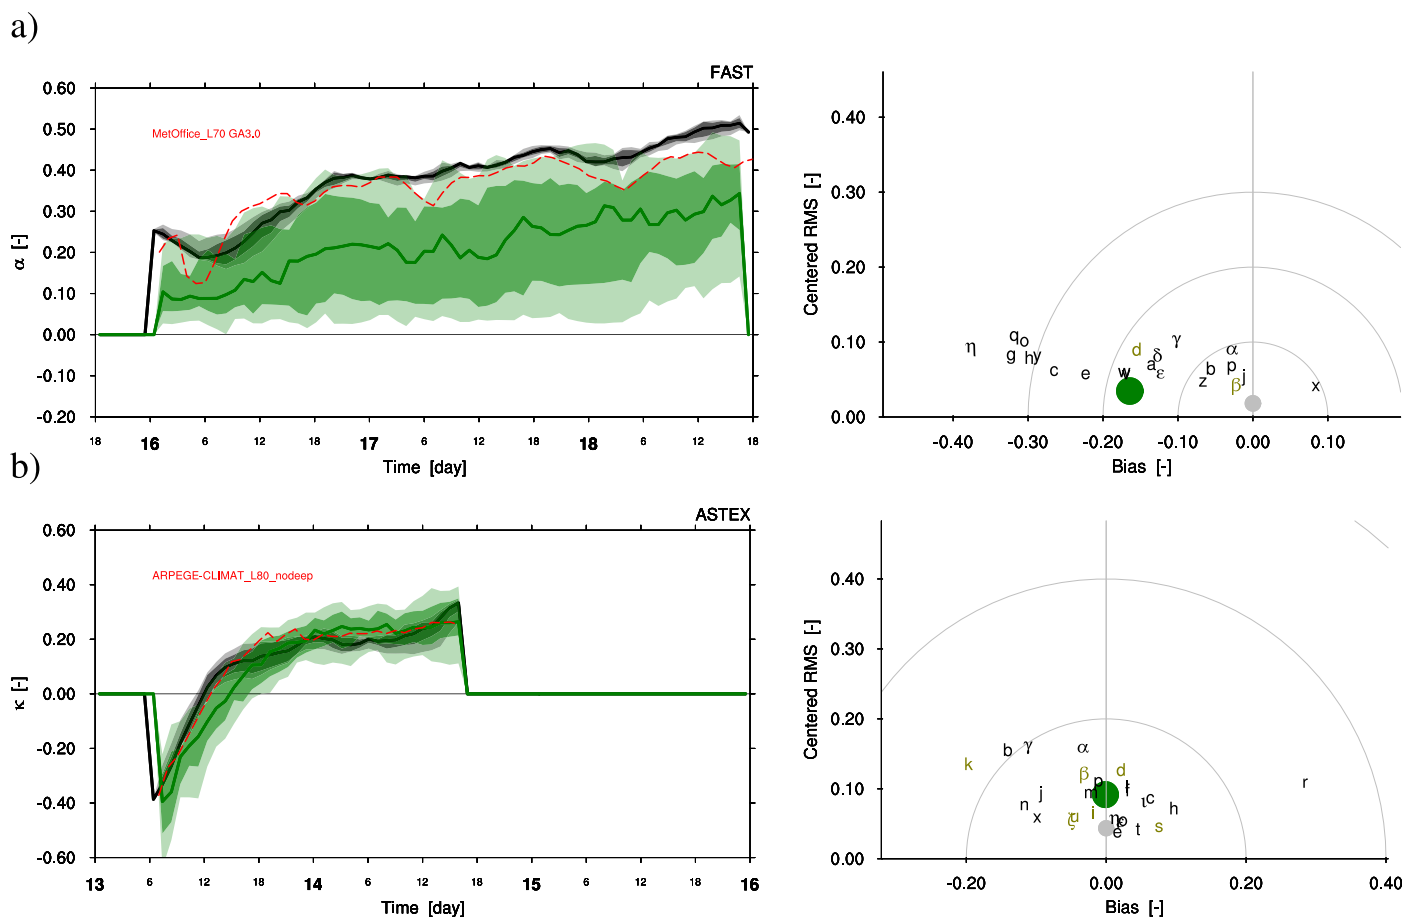 a)
FAST
0.60
0.50
0.40
0.30
0.20
0.10
0.00
-0.10
-0.20
α [-]
MetOffice_L70 GA3.0
18 16 6 12 18 17 6 12 18 18 6 12 18
Time [day]
0.40
0.30
0.20
0.10
0.00
Centered RMS [-]
η q o g h y c e d w v a δ ε γ α p b z j β x
-0.40 -0.30 -0.20 -0.10 0.00 0.10
Bias [-]
b)
ASTEX
0.60
0.40
0.20
0.00
-0.20
-0.40
-0.60
κ [-]
ARPEGE-CLIMAT_L80_nodeep
13 6 12 18 14 6 12 18 15 6 12 18 16
Time [day]
0.40
0.30
0.20
0.10
0.00
Centered RMS [-]
k b γ α β p d m j n x ζ u i η o e t s ι c h r
-0.20 0.00 0.20 0.40
Bias [-]